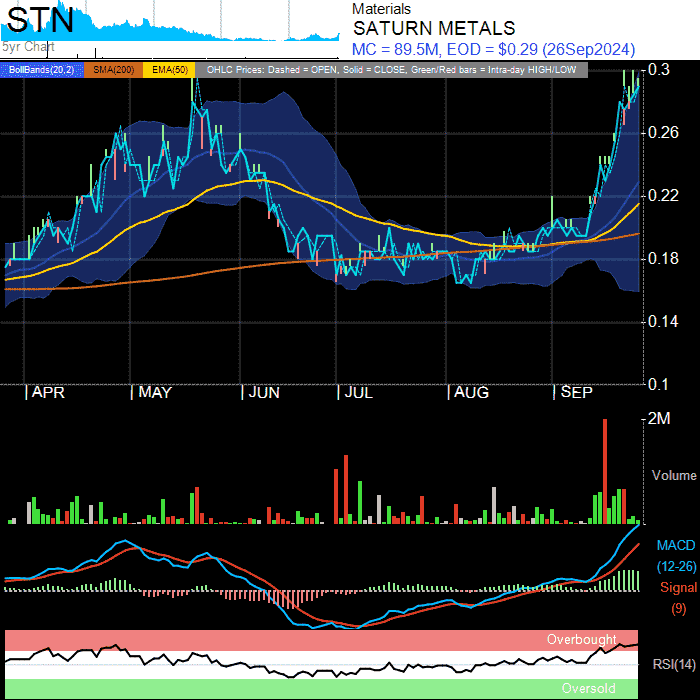 STN
5yr Chart
Materials
SATURN METALS
MC = 89.5M, EOD = $0.29 (26Sep2024)
BollBands(20,2) SMA(200) EMA(50) OHLC Prices: Dashed = OPEN, Solid = CLOSE, Green/Red bars = Intra-day HIGH/LOW
0.3
0.26
0.22
0.18
0.14
0.1
APR MAY JUN JUL AUG SEP
2M
Volume
MACD
(12-26)
Signal
(9)
Overbought
RSI(14)
Oversold